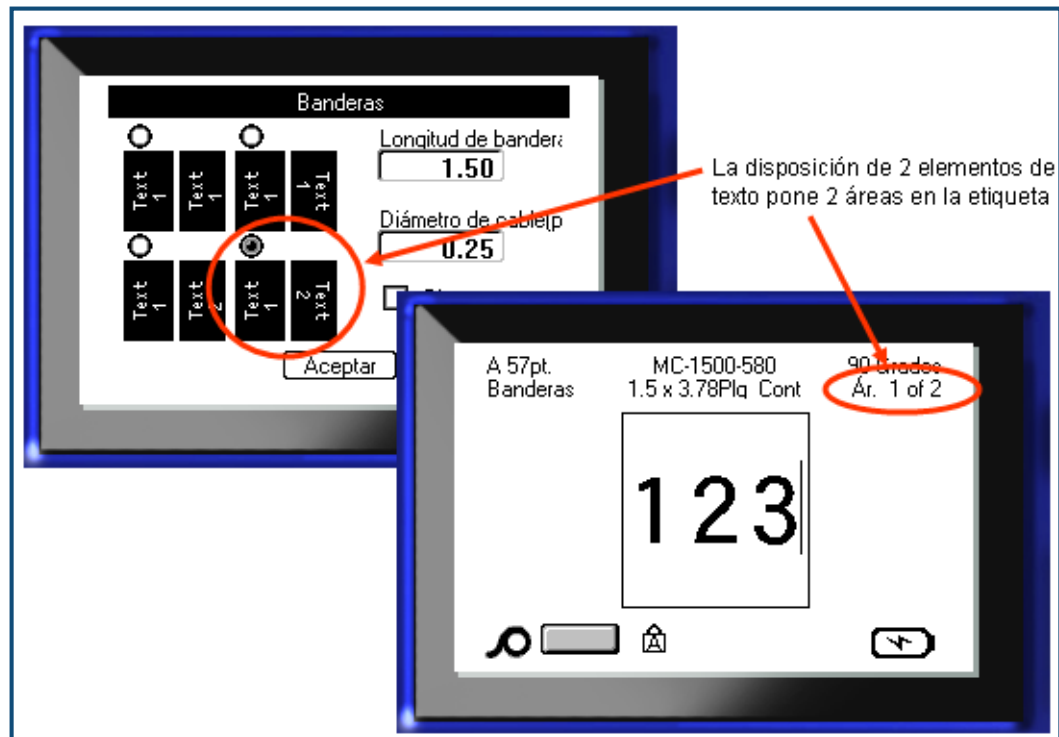 Banderas
Longitud de bandera
1.50
Text 1 Text 1 Text 1 Text 1
Diámetro de cable(p
0.25
Text 1 Text 2 Text 1 Text 2
Aceptar
La disposición de 2 elementos de
texto pone 2 áreas en la etiqueta
A 57pt. MC-1500-580 90 Grados
Banderas 1.5 x 3.78Plg Cont Ár. 1 of 2
123
A